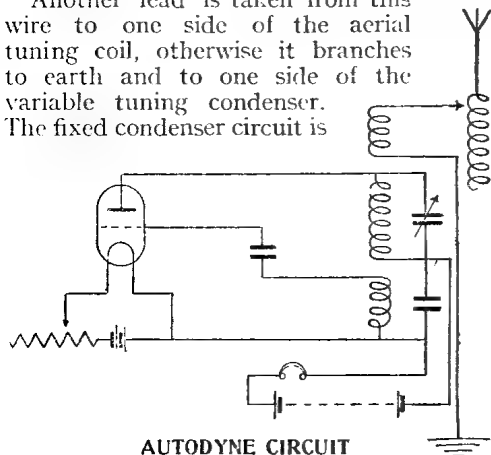 Another lead is taken from this
wire to one side of the aerial
tuning coil, otherwise it branches
to earth and to one side of the
variable tuning condenser.
The fixed condenser circuit is
AUTODYNE CIRCUIT